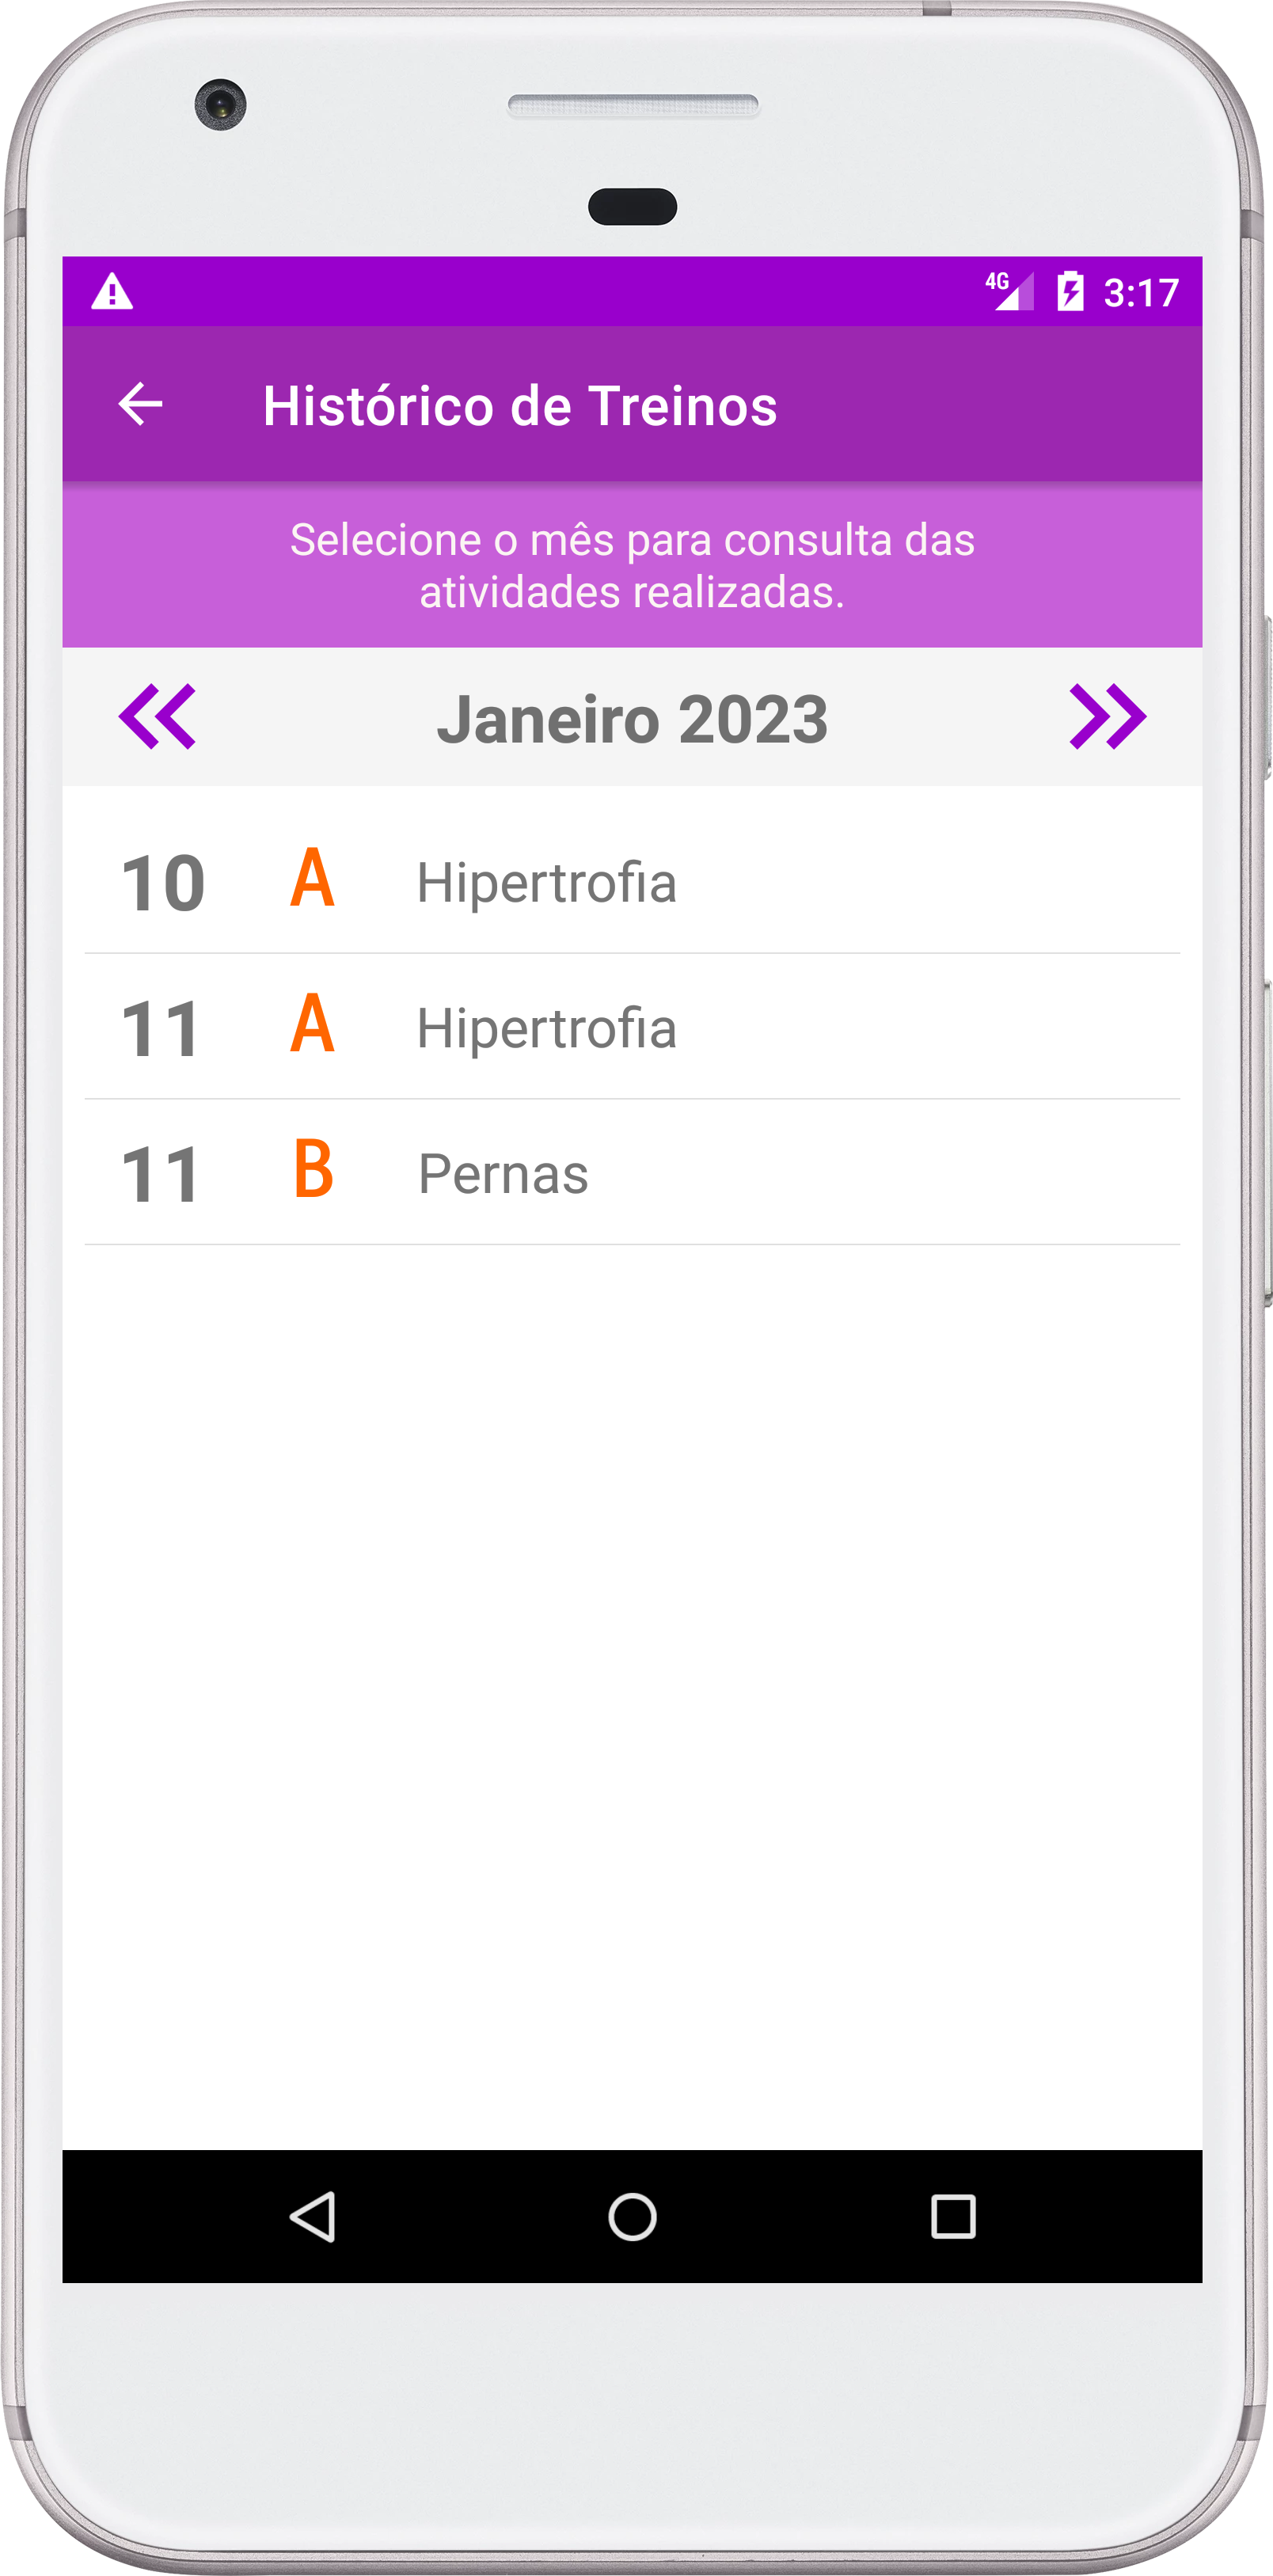 4G 3:17
Histórico de Treinos
Selecione o mês para consulta das
atividades realizadas.
Janeiro 2023
10 A Hipertrofia
11 A Hipertrofia
11 B Pernas